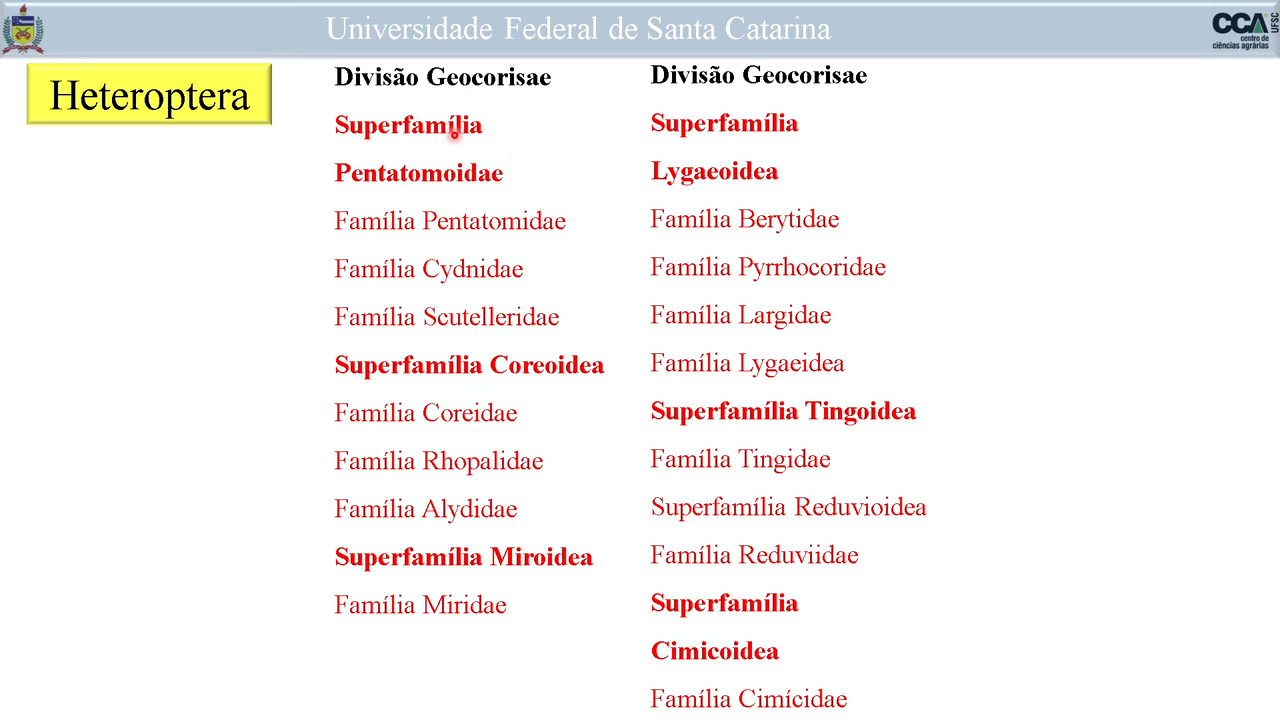 Universidade Federal de Santa Catarina
CCA
UFSC
centro de
ciências agrárias
Heteroptera
Divisão Geocorisae
Superfamília
Pentatomoidae
Família Pentatomidae
Família Cydnidae
Família Scutelleridae
Superfamília Coreoidea
Família Coreidae
Família Rhopalidae
Família Alydidae
Superfamília Miroidea
Família Miridae
Divisão Geocorisae
Superfamília
Lygaeoidea
Família Berytidae
Família Pyrrhocoridae
Família Largidae
Família Lygaeidea
Superfamília Tingoidea
Família Tingidae
Superfamília Reduvioidea
Família Reduviidae
Superfamília
Cimicoidea
Família Cimícidae